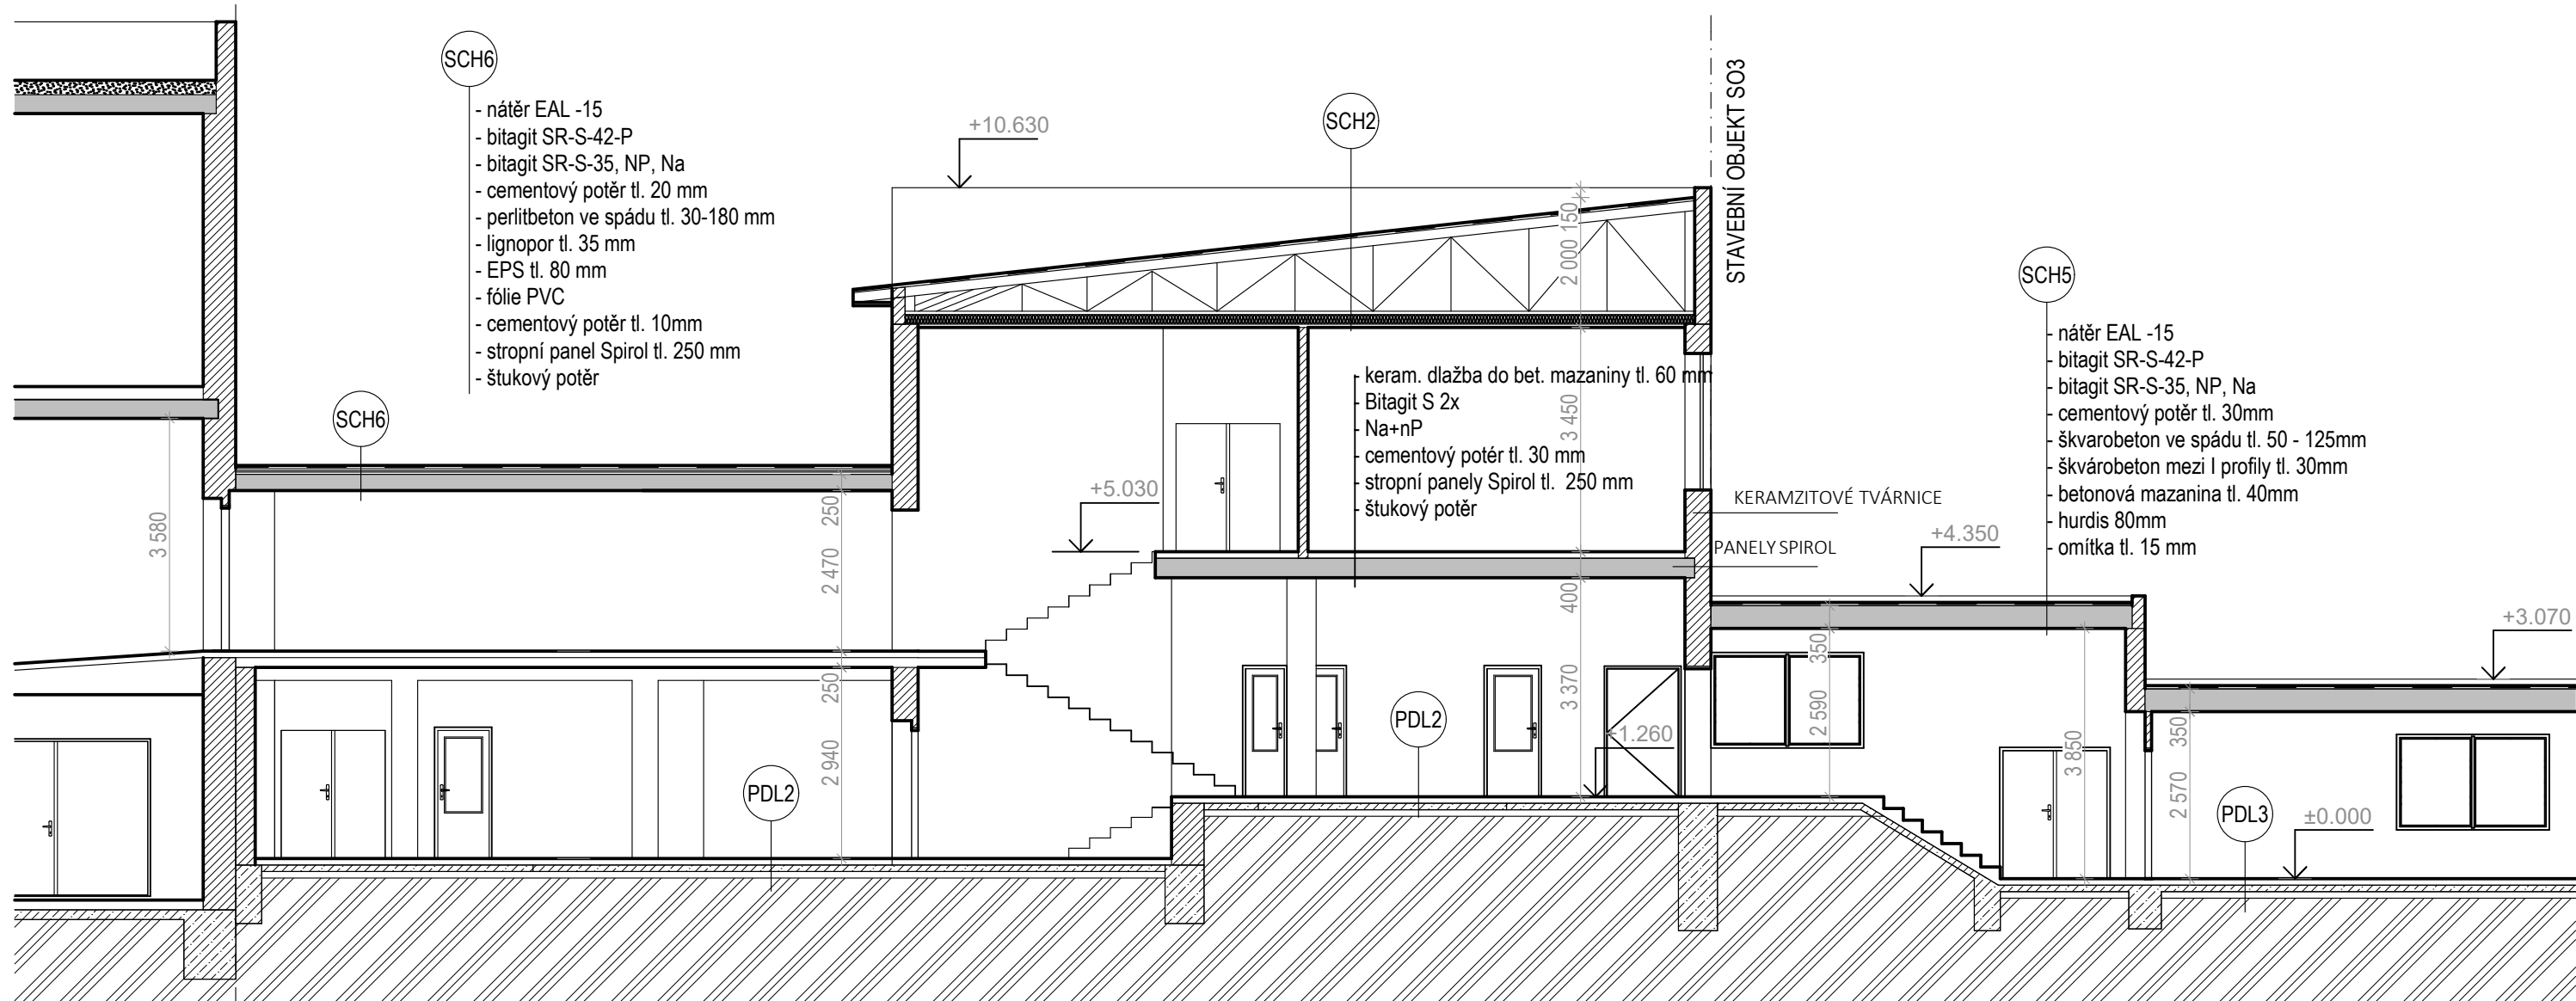 SCH6
- nátěr EAL -15
- bitagit SR-S-42-P
- bitagit SR-S-35, NP, Na
- cementový potěr tl. 20 mm
- perlitbeton ve spádu tl. 30-180 mm
- lignopor tl. 35 mm
- EPS tl. 80 mm
- fólie PVC
- cementový potěr tl. 10mm
- stropní panel Spirol tl. 250 mm
- štukový potěr
SCH6
3 580
250
2 470
250
2 940
PDL2
+10.630
SCH2
STAVEBNÍ OBJEKT SO3
150
2 000
3 450
400
3 370
- keram. dlažba do bet. mazaniny tl. 60 mm
- Bitagit S 2x
- Na+nP
- cementový potér tl. 30 mm
- stropní panely Spirol tl. 250 mm
- štukový potěr
+5.030
KERAMZITOVÉ TVÁRNICE
PANELY SPIROL
PDL2
+1.260
SCH5
- nátěr EAL -15
- bitagit SR-S-42-P
- bitagit SR-S-35, NP, Na
- cementový potěr tl. 30mm
- škvarobeton ve spádu tl. 50 - 125mm
- škvárobeton mezi I profily tl. 30mm
- betonová mazanina tl. 40mm
- hurdis 80mm
- omítka tl. 15 mm
+4.350
350
2 590
3 850
+3.070
350
2 570
PDL3
±0.000